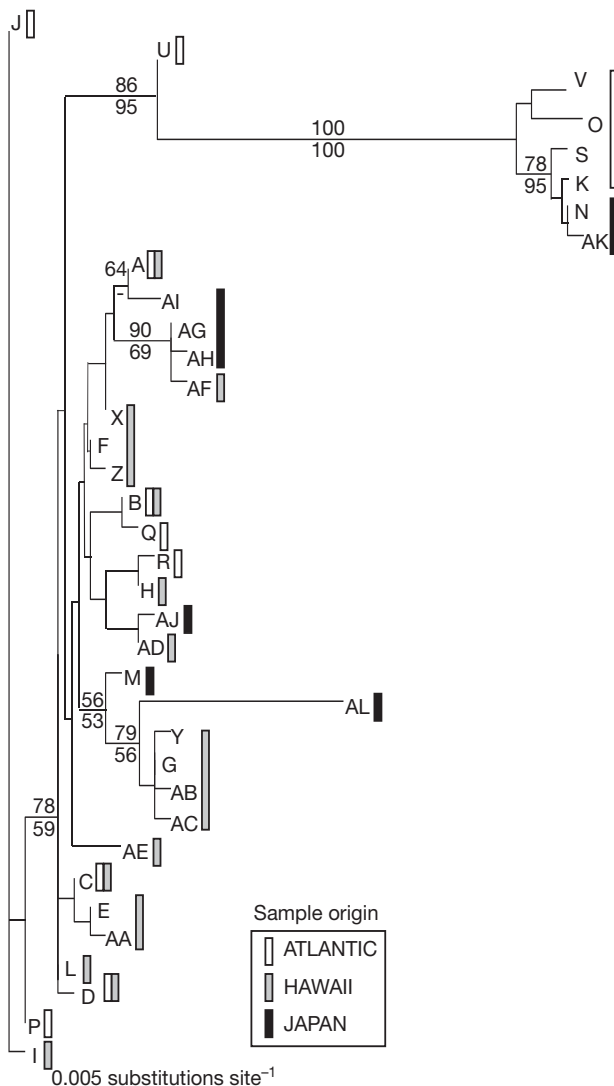 J
U
86
95
100
100
V
O
78
95
S
K
N
AK
64
-
A
AI
90
69
AG
AH
AF
X
F
Z
B
Q
R
H
AJ
AD
M
56
53
AL
79
56
Y
G
AB
AC
78
59
AE
C
E
AA
L
D
P
I
Sample origin
ATLANTIC
HAWAII
JAPAN
0.005 substitutions site⁻¹